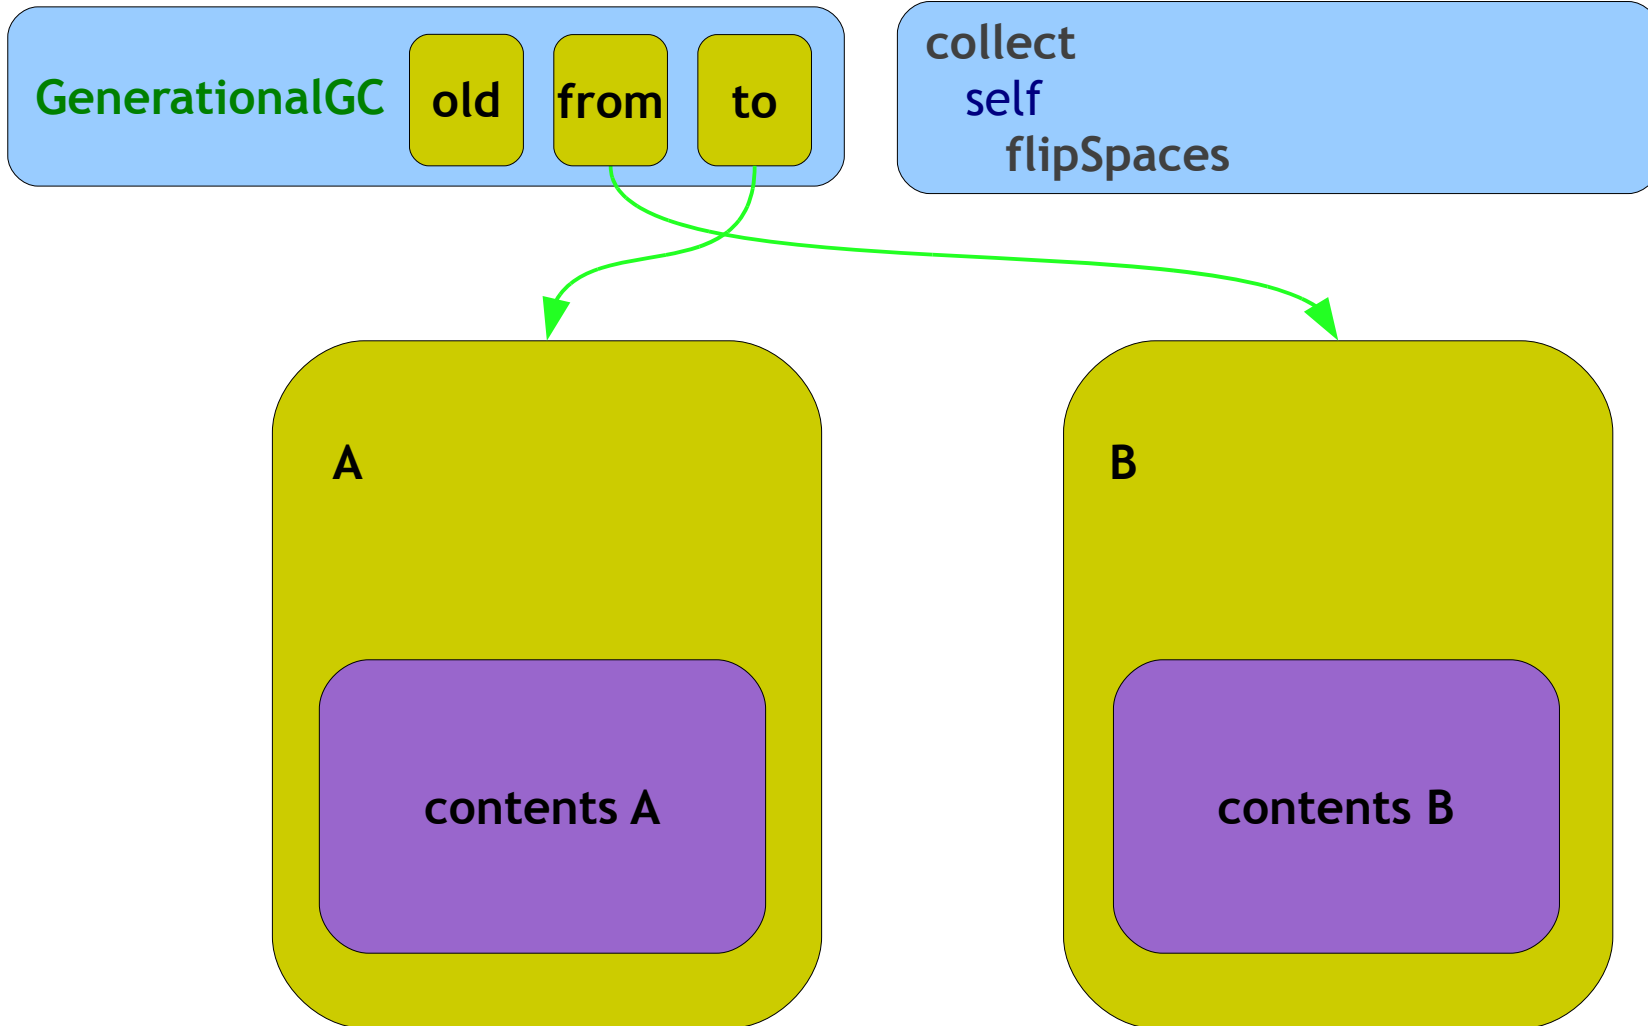 GenerationalGC
old
from
to
collect
self
flipSpaces
A
B
contents A
contents B